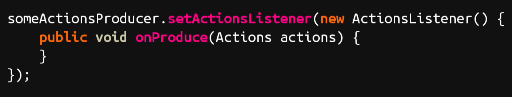 someActionsProducer.setActionsListener(new ActionsListener() {
    public void onProduce(Actions actions) {
    }
});